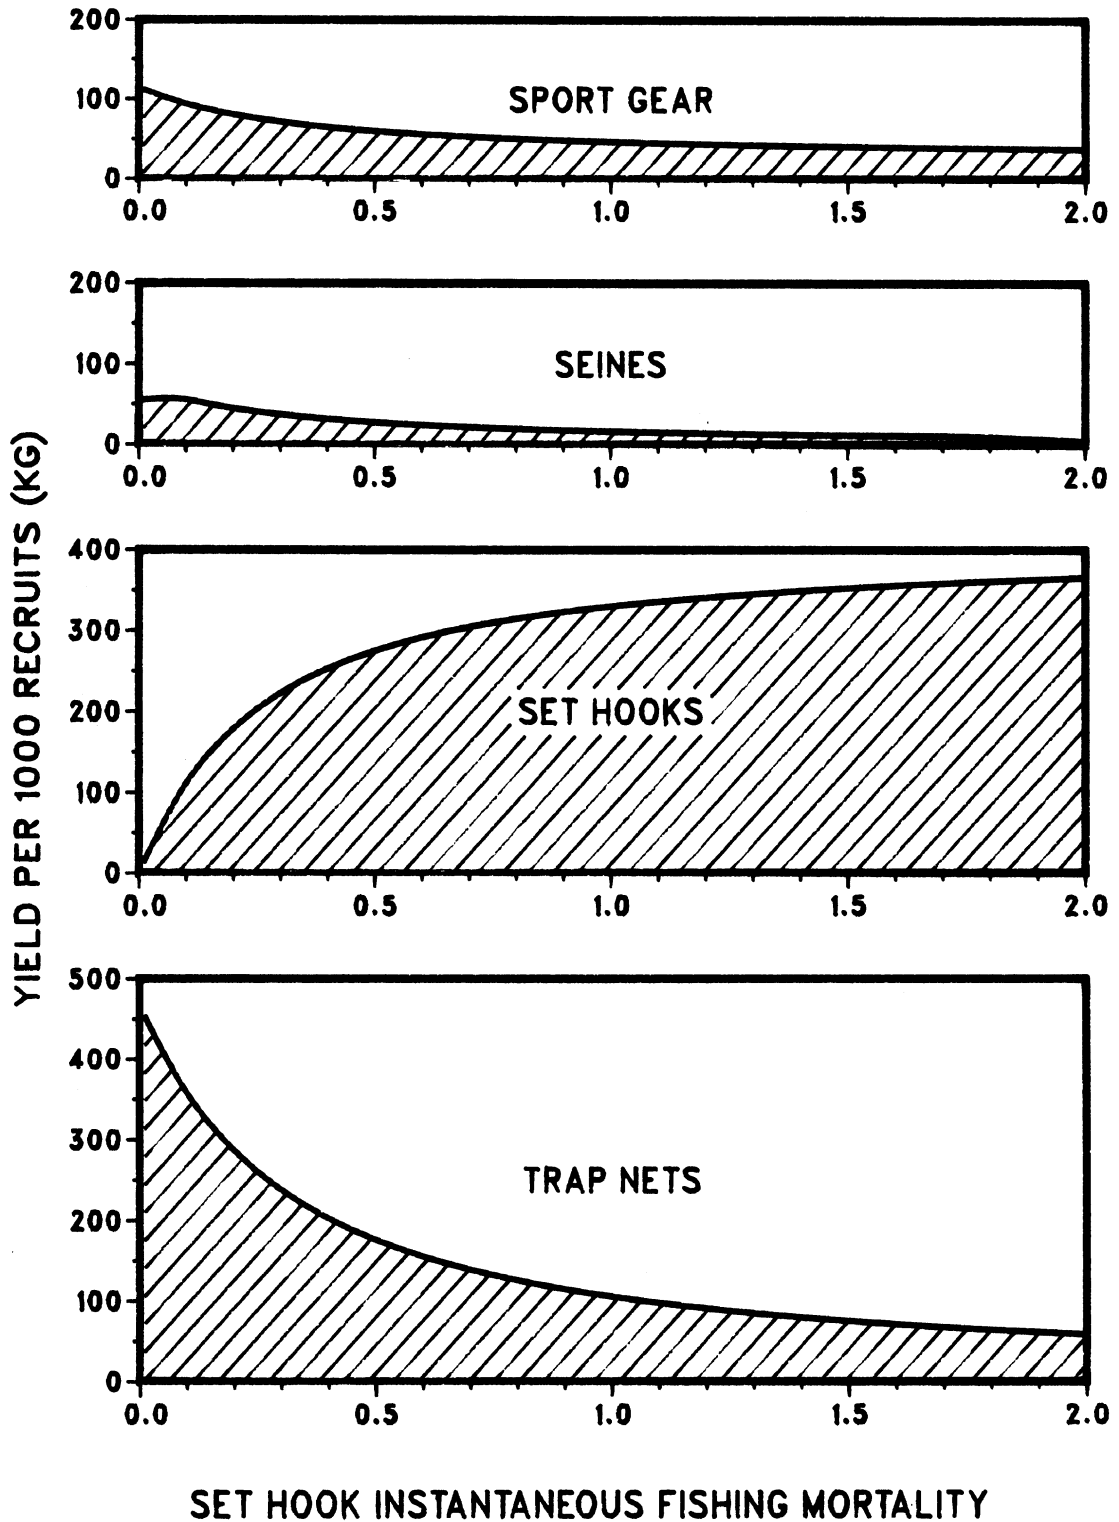 200
100
0
SPORT GEAR
0.0 0.5 1.0 1.5 2.0
200
100
0
SEINES
0.0 0.5 1.0 1.5 2.0
YIELD PER 1000 RECRUITS (KG)
400
300
200
100
0
SET HOOKS
0.0 0.5 1.0 1.5 2.0
500
400
300
200
100
0
TRAP NETS
0.0 0.5 1.0 1.5 2.0
SET HOOK INSTANTANEOUS FISHING MORTALITY